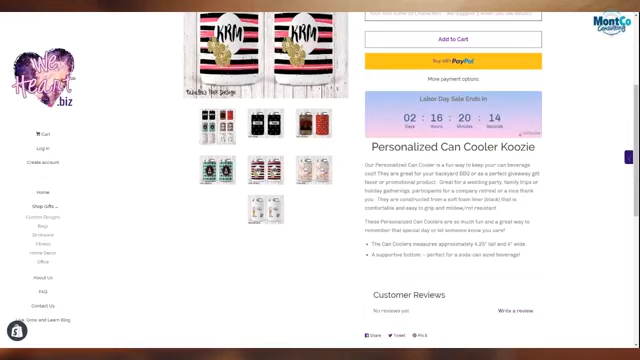 MontCo
Consulting
Add to Cart
Buy with PayPal
More payment options
We
Heart
.biz
KRM
KRM
Fabulous Flair Design
Labor Day Sale Ends In
02 : 16 : 20 : 14
Days Hours Minutes Seconds
Cart
Log in
Create account
Home
Shop Gifts
Custom Designs
Bags
Drinkware
Fitness
Home Decor
Office
About Us
FAQ
Contact Us
Live, Grow and Learn Blog
Personalized Can Cooler Koozie
Our Personalized Can Cooler is a fun way to keep your can beverage
cool! They are great for your backyard BBQ or as a perfect giveaway gift
favor or promotional product. Great for a wedding party, family trips or
holiday gatherings, participants for a company retreat or a nice thank
you. They are constructed from a soft foam liner (black) that is
comfortable and easy to grip and mildew/rot resistant
These Personalized Can Coolers are so much fun and a great way to
remember that special day or let someone know you care!
• The Can Coolers measures approximately 4.25" tall and 4" wide
• A supportive bottom – perfect for a soda-can sized beverage!
Customer Reviews
No reviews yet
Write a review
Share
Tweet
Pin it